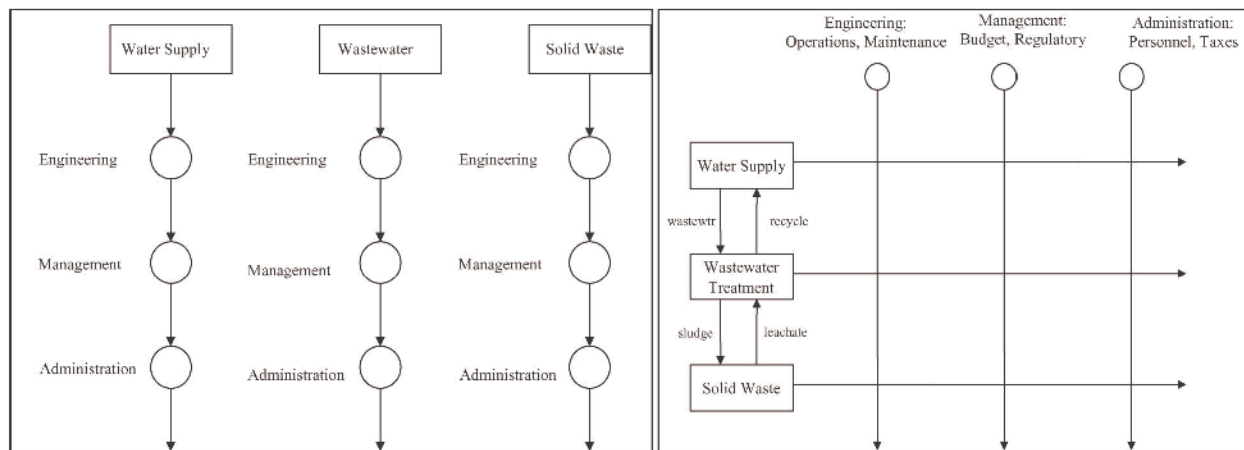 Water Supply
Wastewater
Solid Waste
Engineering
Engineering
Engineering
Management
Management
Management
Administration
Administration
Administration
Engineering:
Operations, Maintenance
Management:
Budget, Regulatory
Administration:
Personnel, Taxes
Water Supply
wastewtr
recycle
Wastewater
Treatment
sludge
leachate
Solid Waste